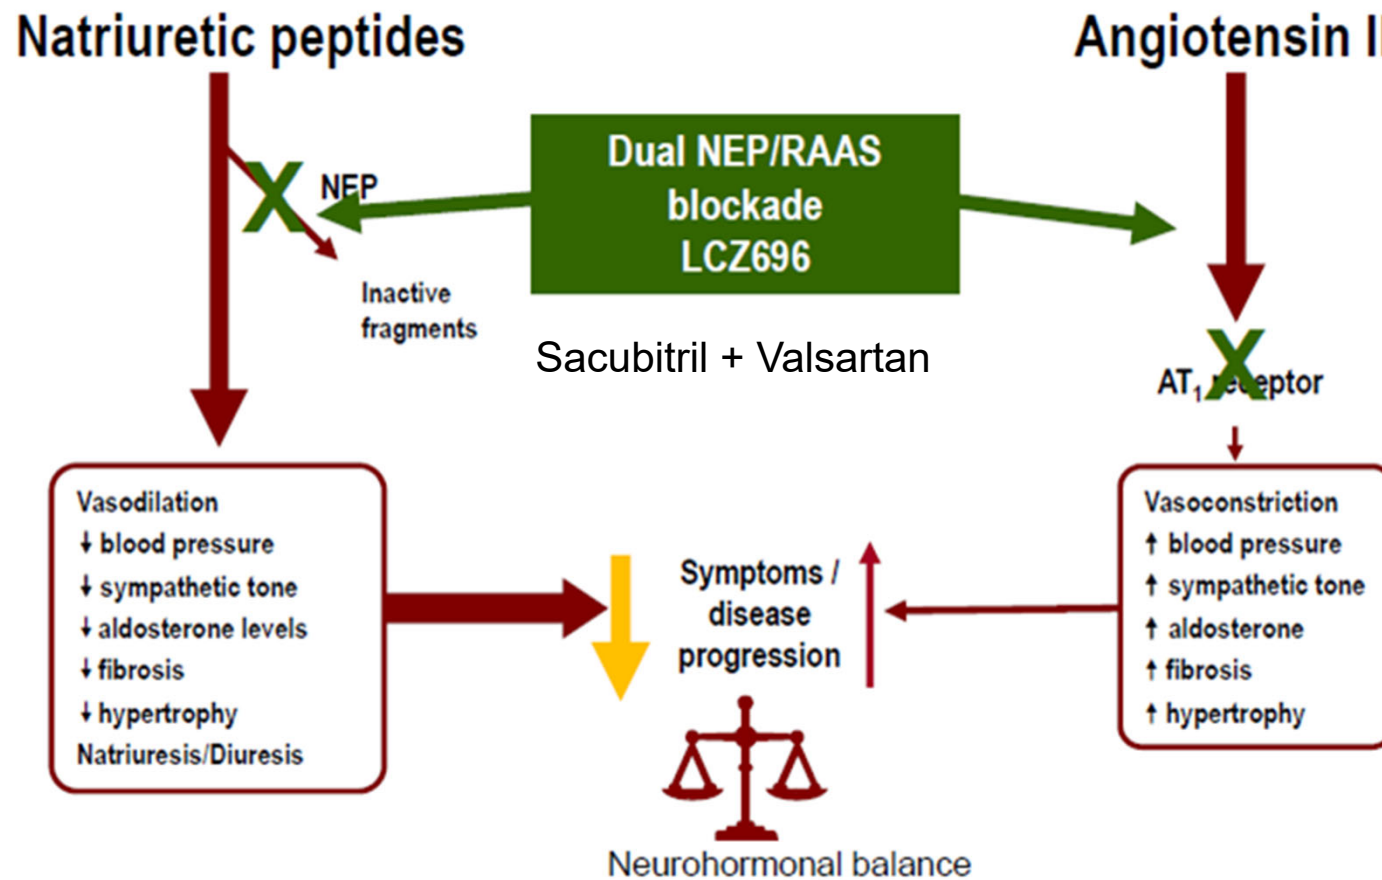 Natriuretic peptides
Angiotensin II
Dual NEP/RAAS
blockade
LCZ696
NEP
Inactive
fragments
Sacubitril + Valsartan
AT₁ receptor
Vasodilation
↓ blood pressure
↓ sympathetic tone
↓ aldosterone levels
↓ fibrosis
↓ hypertrophy
Natriuresis/Diuresis
Symptoms /
disease
progression
Vasoconstriction
↑ blood pressure
↑ sympathetic tone
↑ aldosterone
↑ fibrosis
↑ hypertrophy
Neurohormonal balance